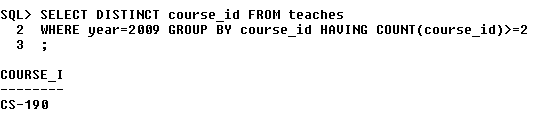 SQL> SELECT DISTINCT course_id FROM teaches
2 WHERE year=2009 GROUP BY course_id HAVING COUNT(course_id)>=2
3 ;
COURSE_I
--------
CS-190